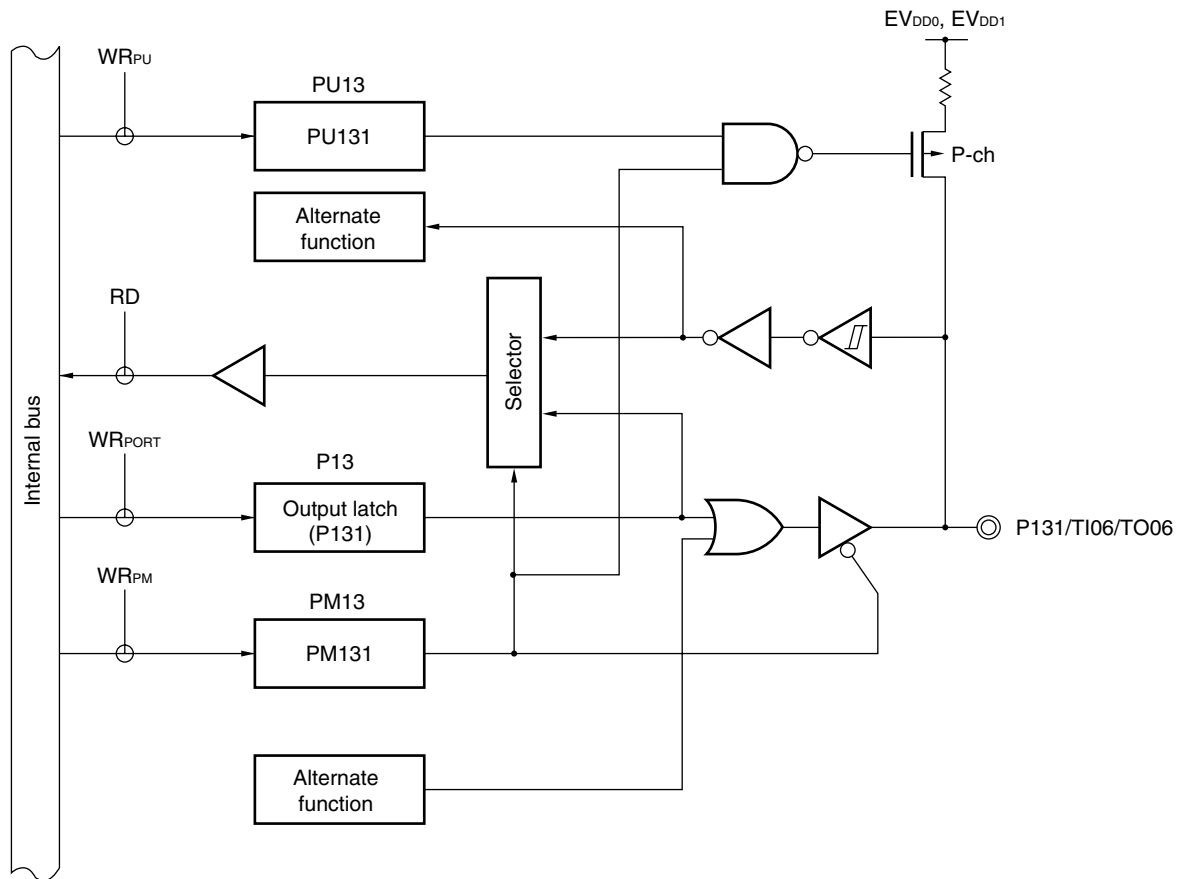 EVDD0, EVDD1
WRPU
PU13
PU131
P-ch
Alternate
function
RD
Selector
Internal bus
WRPORT
P13
Output latch
(P131)
P131/TI06/TO06
WRPM
PM13
PM131
Alternate
function